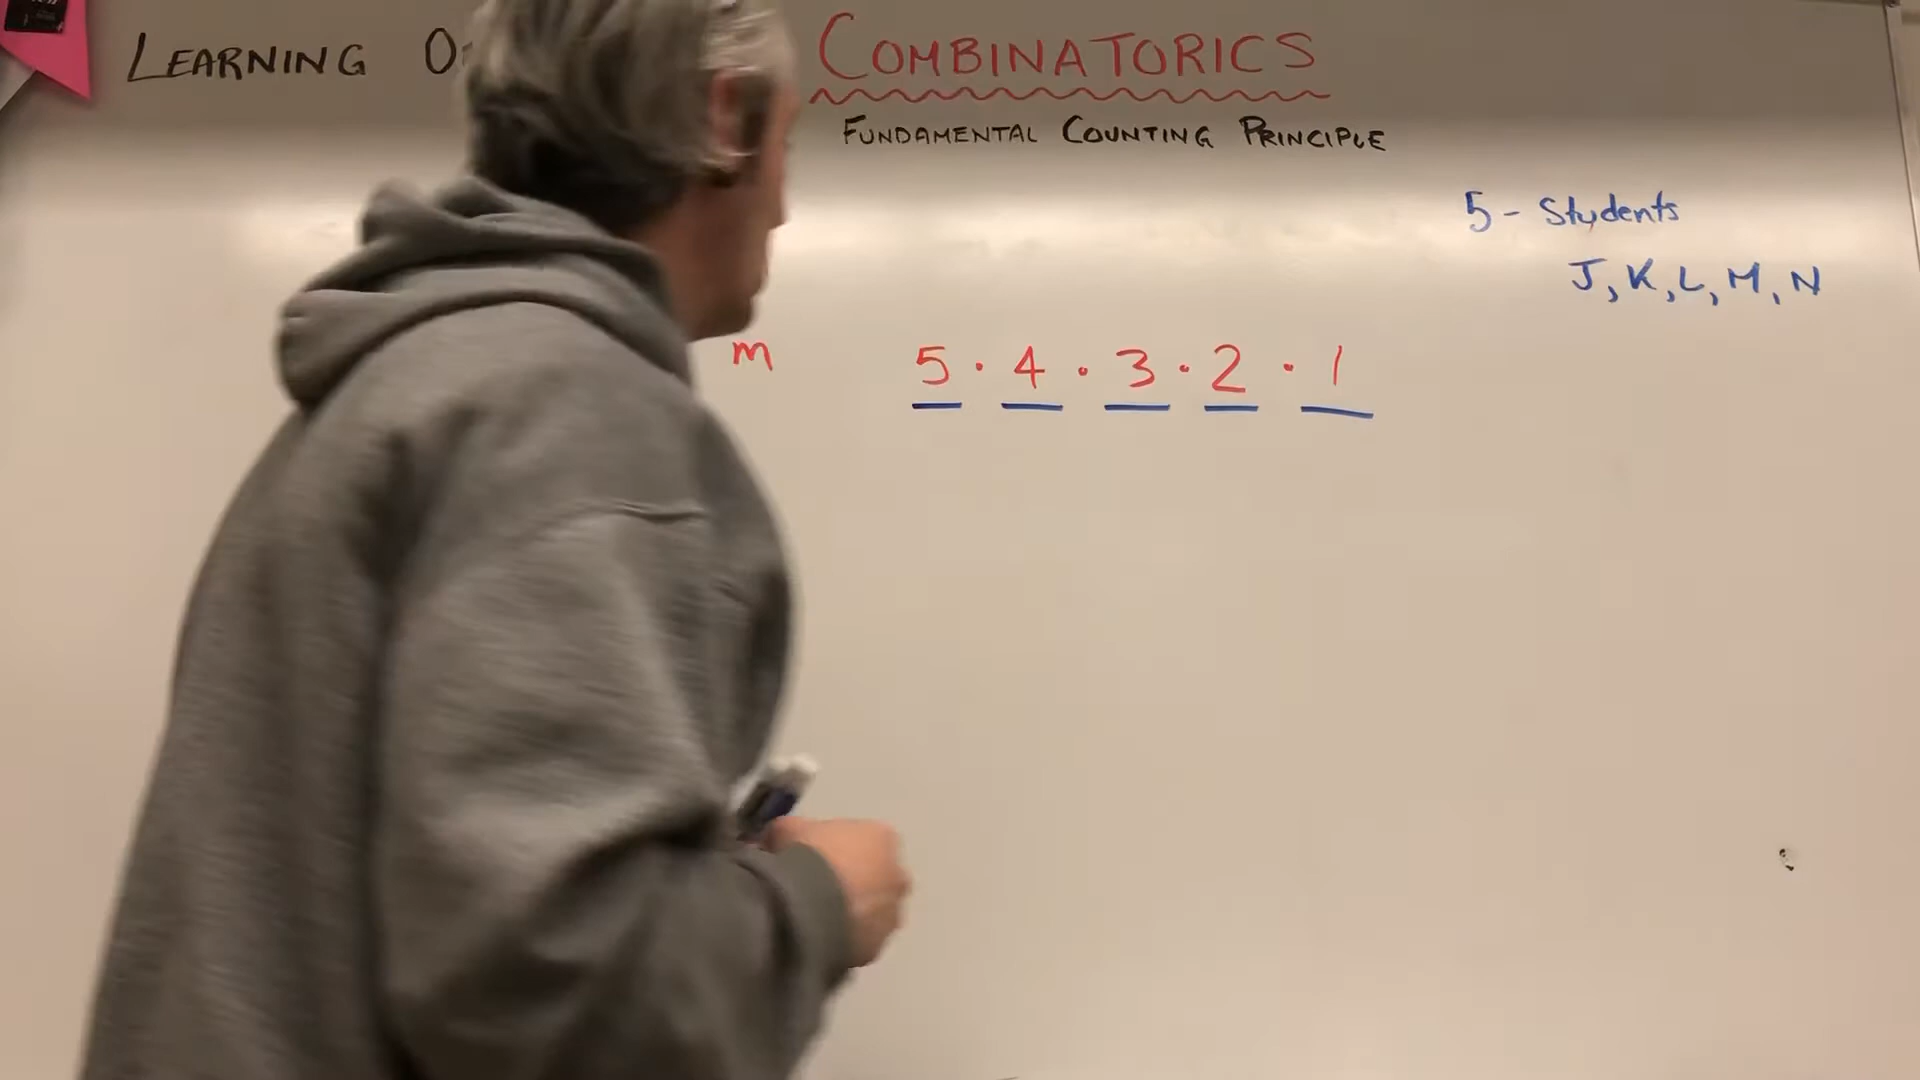 LEARNING
COMBINATORICS
FUNDAMENTAL COUNTING PRINCIPLE
5 - Students
J, K, L, M, N
m 5 · 4 · 3 · 2 · 1